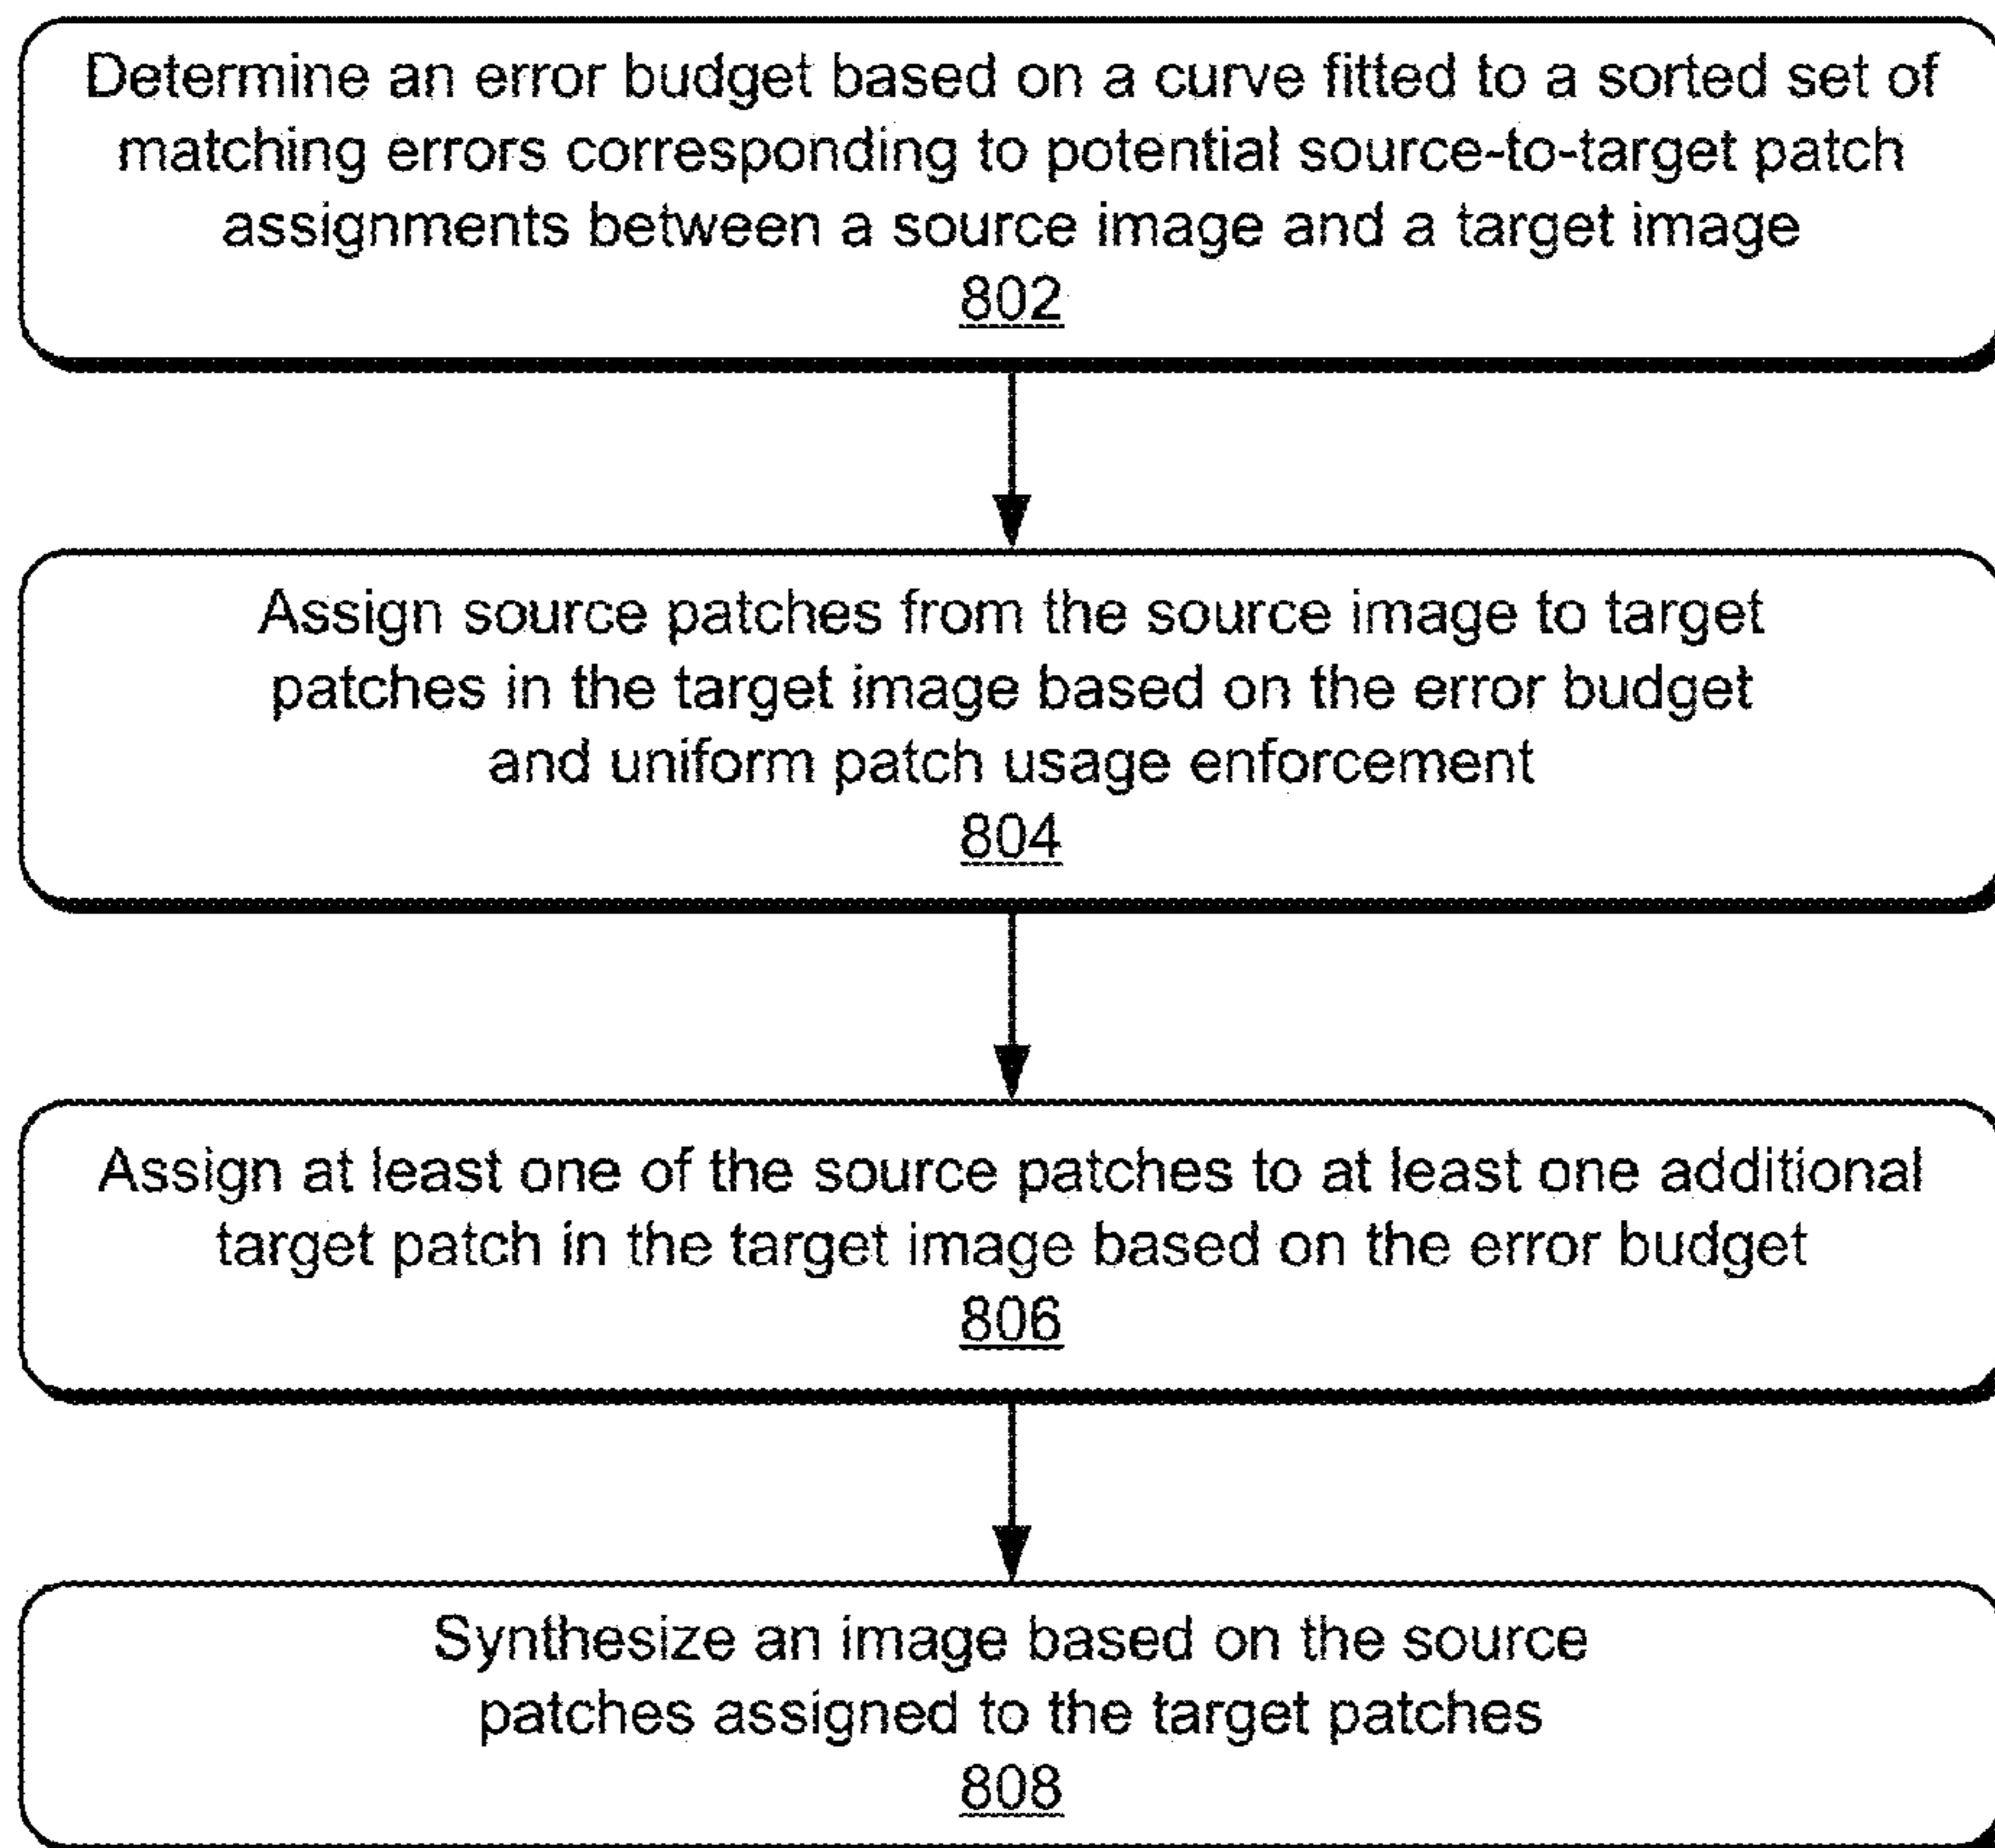 Determine an error budget based on a curve fitted to a sorted set of
matching errors corresponding to potential source-to-target patch
assignments between a source image and a target image
802
Assign source patches from the source image to target
patches in the target image based on the error budget
and uniform patch usage enforcement
804
Assign at least one of the source patches to at least one additional
target patch in the target image based on the error budget
806
Synthesize an image based on the source
patches assigned to the target patches
808